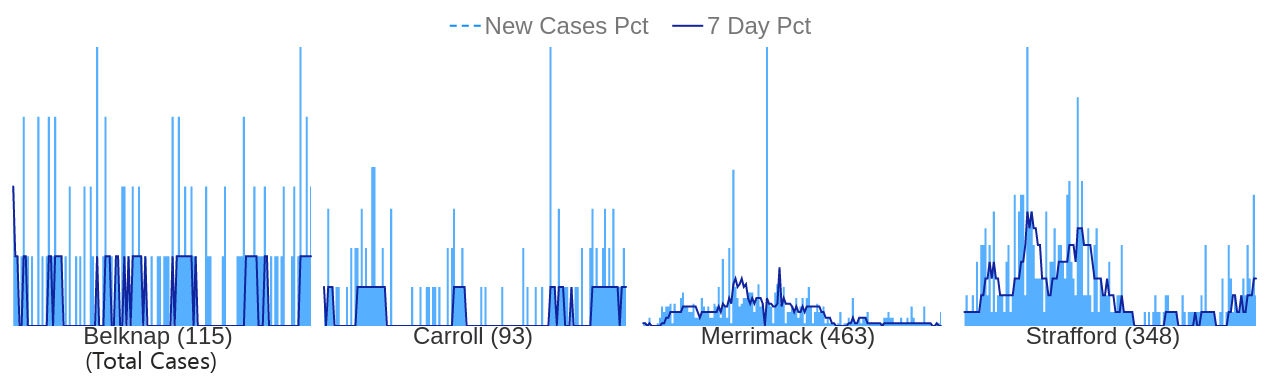 New Cases Pct 7 Day Pct
Belknap (115) Carroll (93) Merrimack (463) Strafford (348)
(Total Cases)